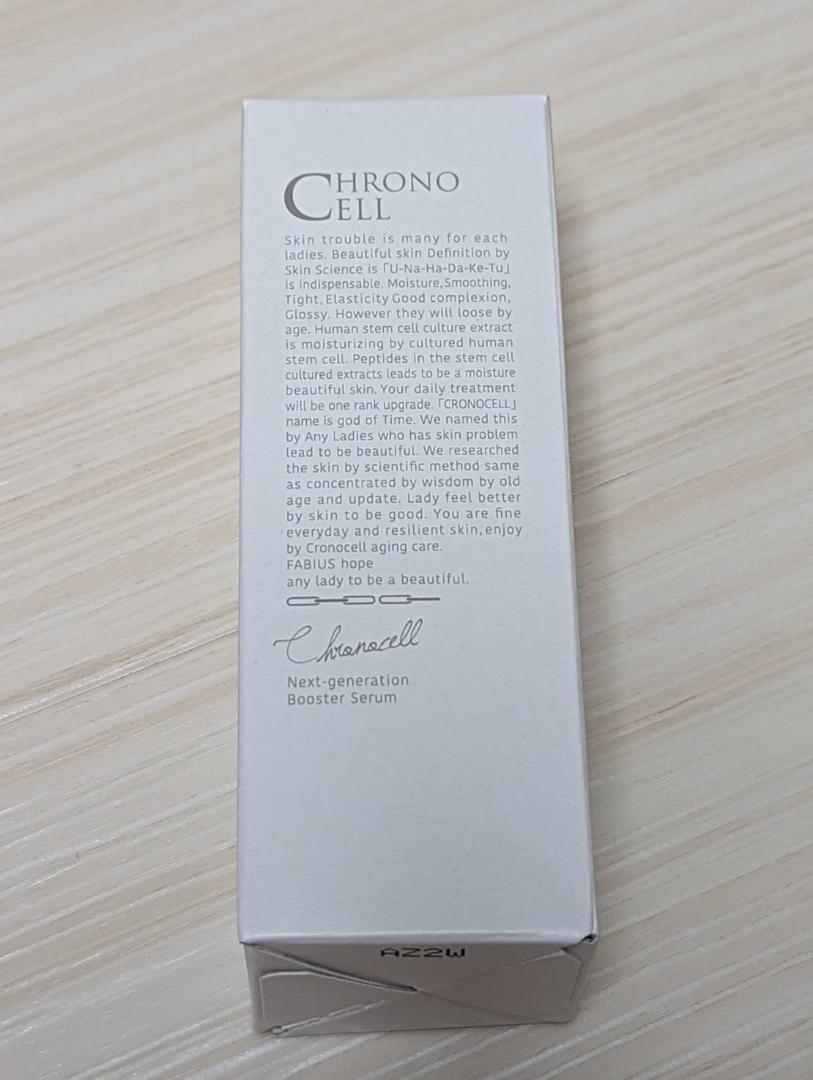 CHRONO
CELL
Skin trouble is many for each
ladies. Beautiful skin Definition by
Skin Science is「U-Na-Ha-Da-Ke-Tu」
is indispensable. Moisture, Smoothing,
Tight, Elasticity Good complexion,
Glossy. However they will loose by
age. Human stem cell culture extract
is moisturizing by cultured human
stem cell. Peptides in the stem cell
cultured extracts leads to be a moisture
beautiful skin. Your daily treatment
will be one rank upgrade.「CRONOCELL」
name is god of Time. We named this
by Any Ladies who has skin problem
lead to be beautiful. We researched
the skin by scientific method same
as concentrated by wisdom by old
age and update. Lady feel better
by skin to be good. You are fine
everyday and resilient skin, enjoy
by Cronocell aging care.
FABIUS hope
any lady to be a beautiful.
Chronocell
Next-generation
Booster Serum
AZ2W